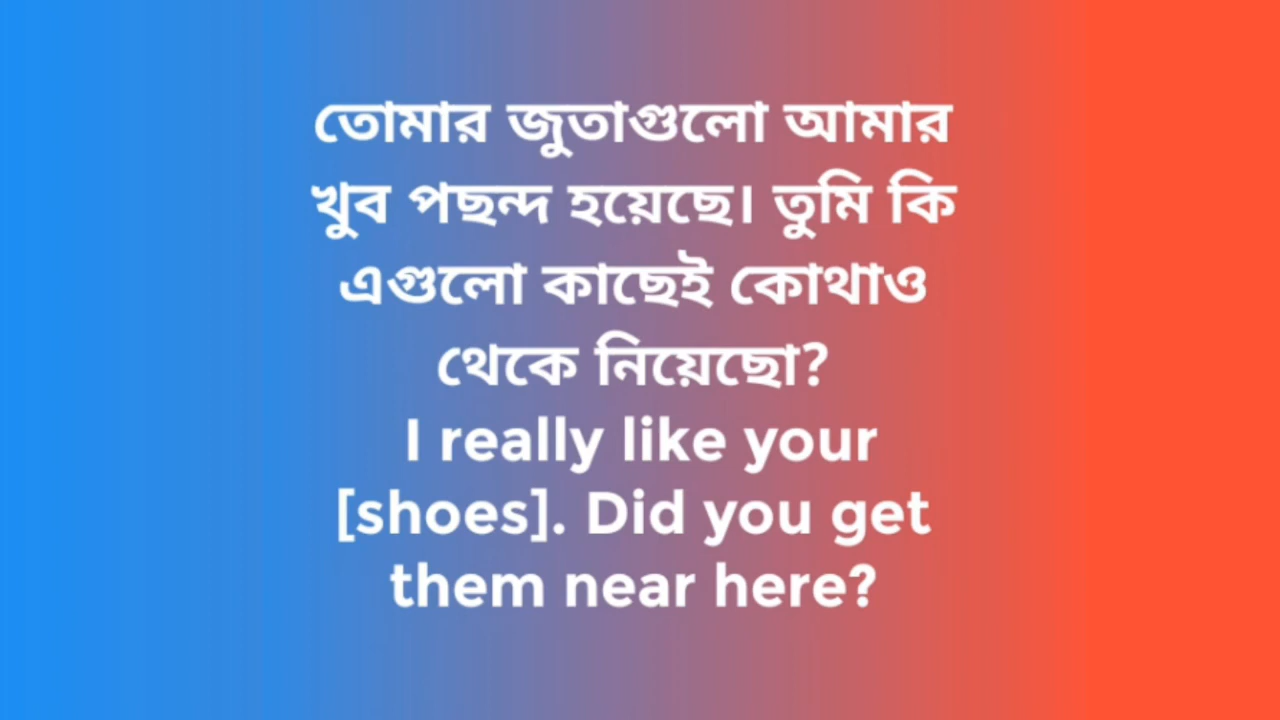 তোমার জুতাগুলো আমার
খুব পছন্দ হয়েছে। তুমি কি
এগুলো কাছেই কোথাও
থেকে নিয়েছো?
I really like your
[shoes]. Did you get
them near here?